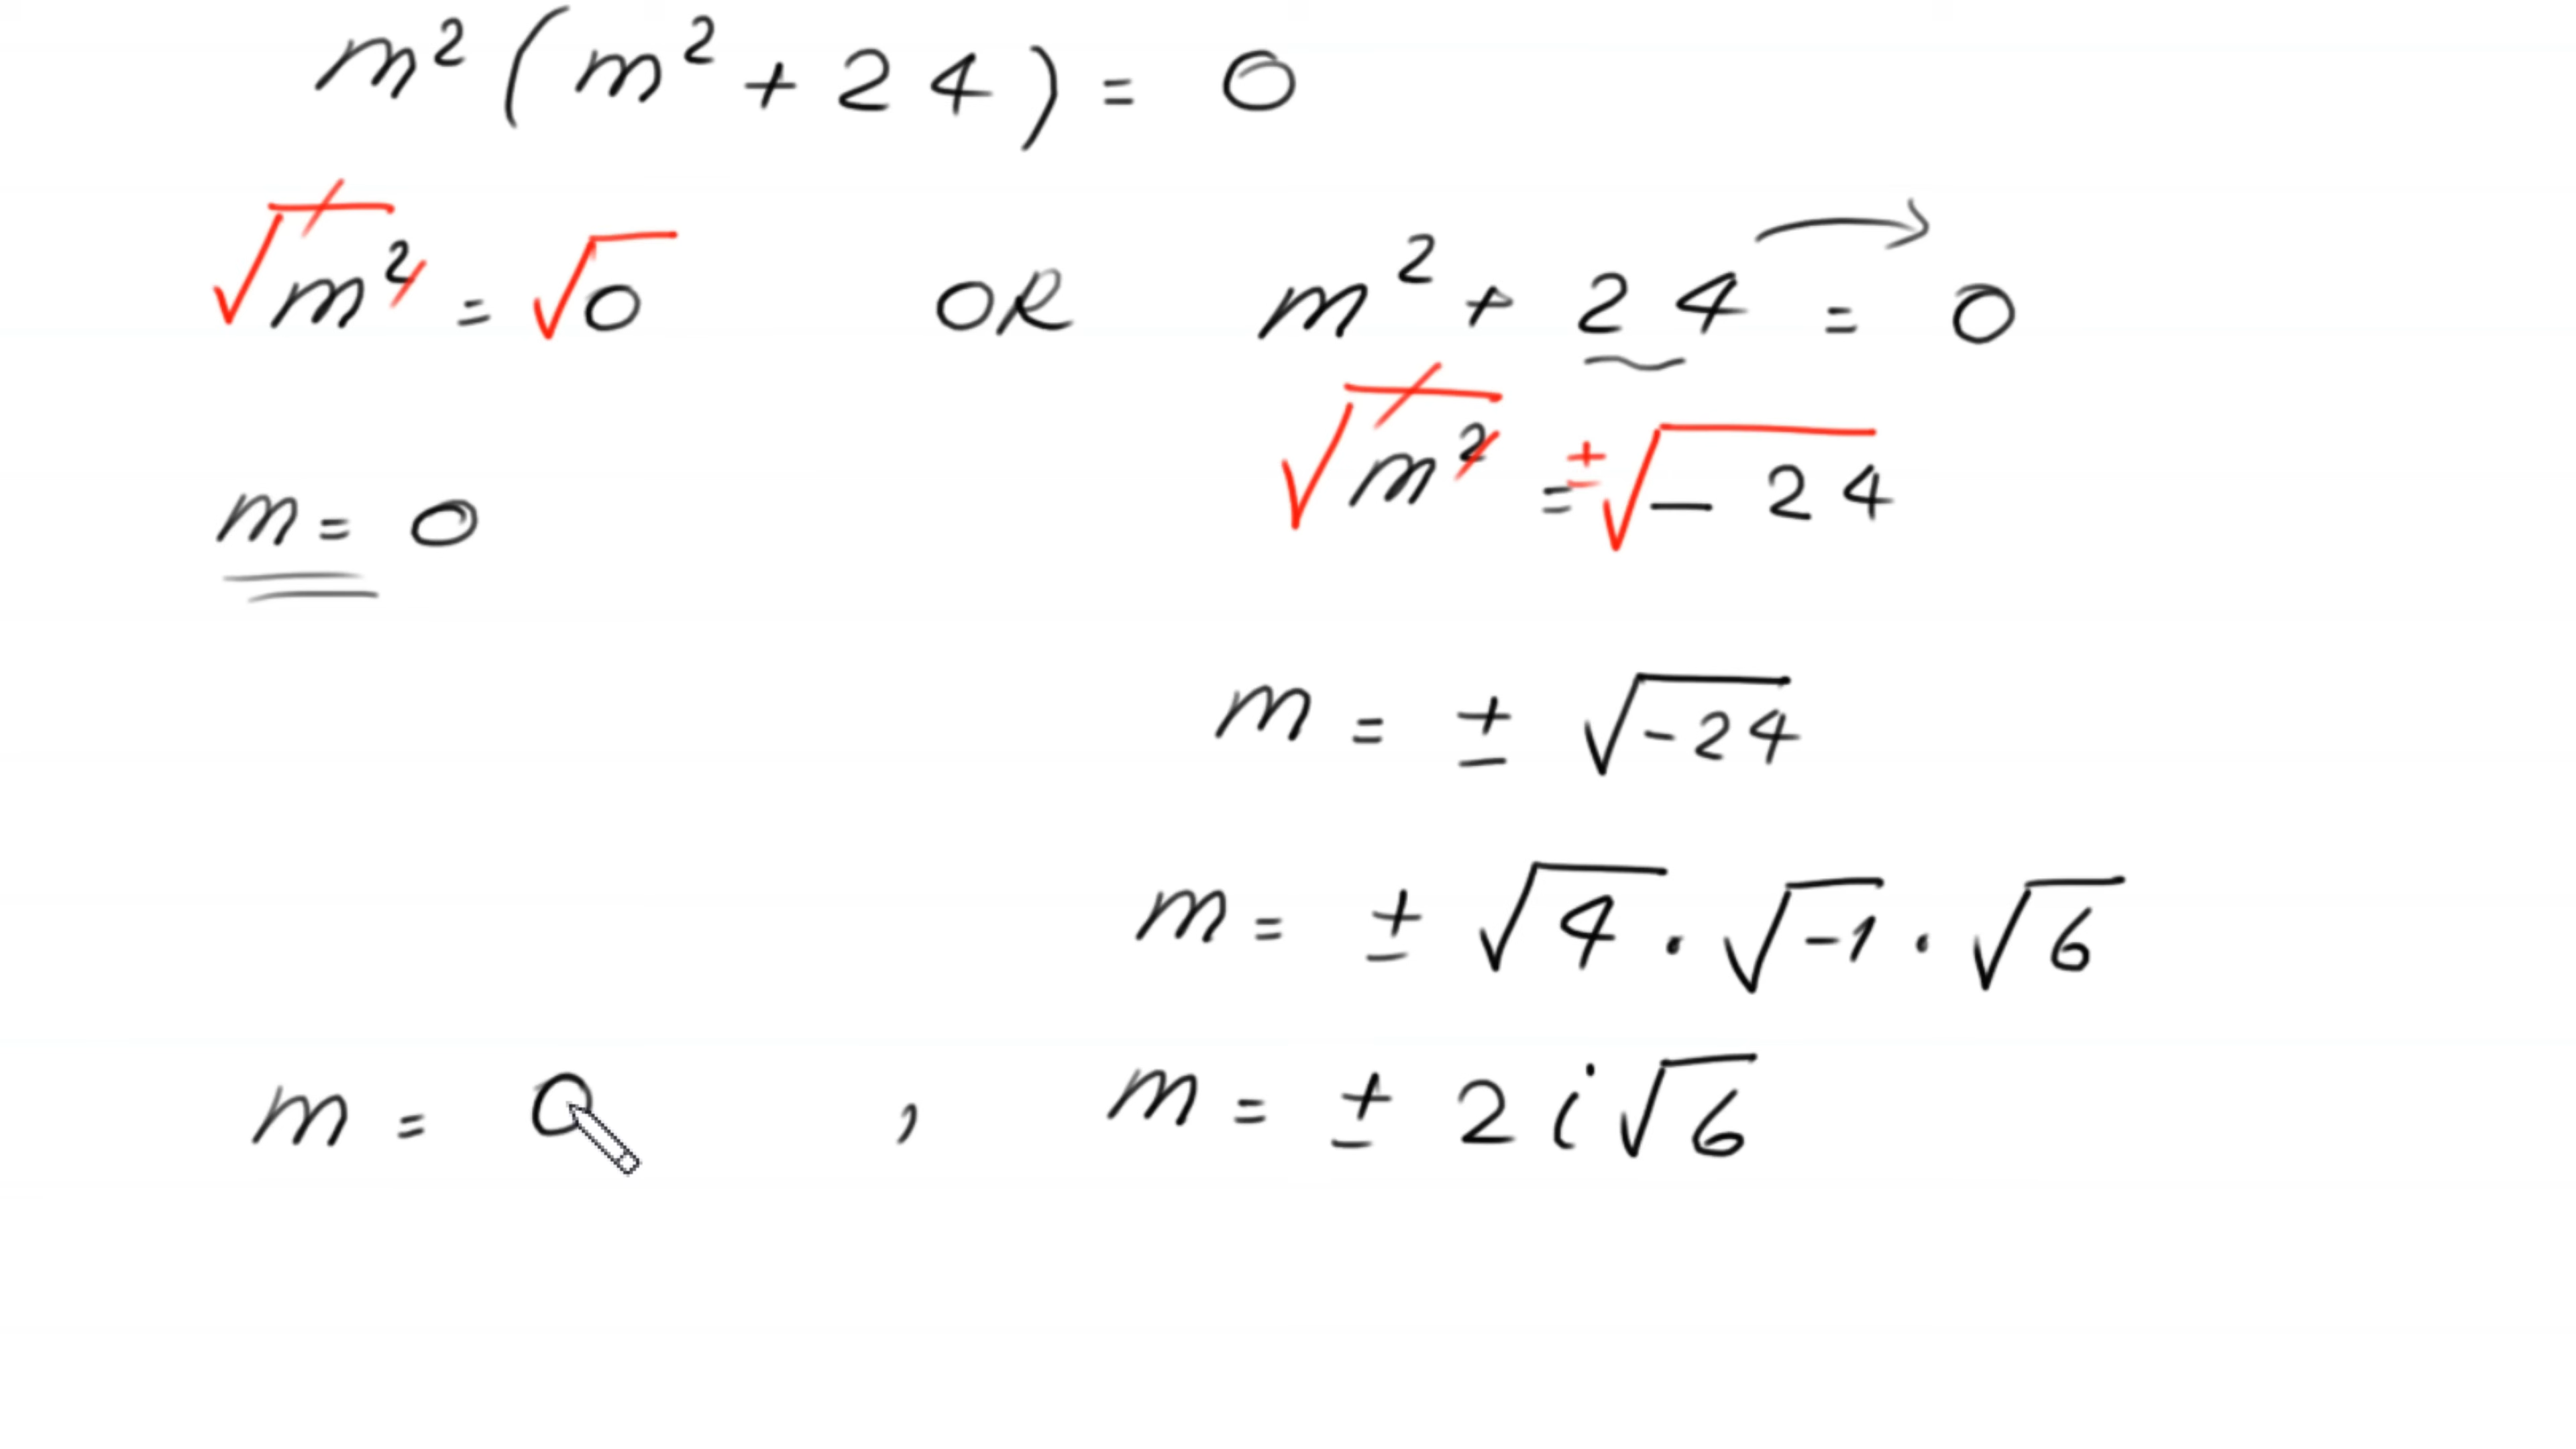 m² (m² + 24) = 0
√m² = √0 OR m² + 24 = 0
√m² = ±√-24
m = 0
m = ± √-24
m = ± √4 · √-1 · √6
m = 0 , m = ± 2i√6